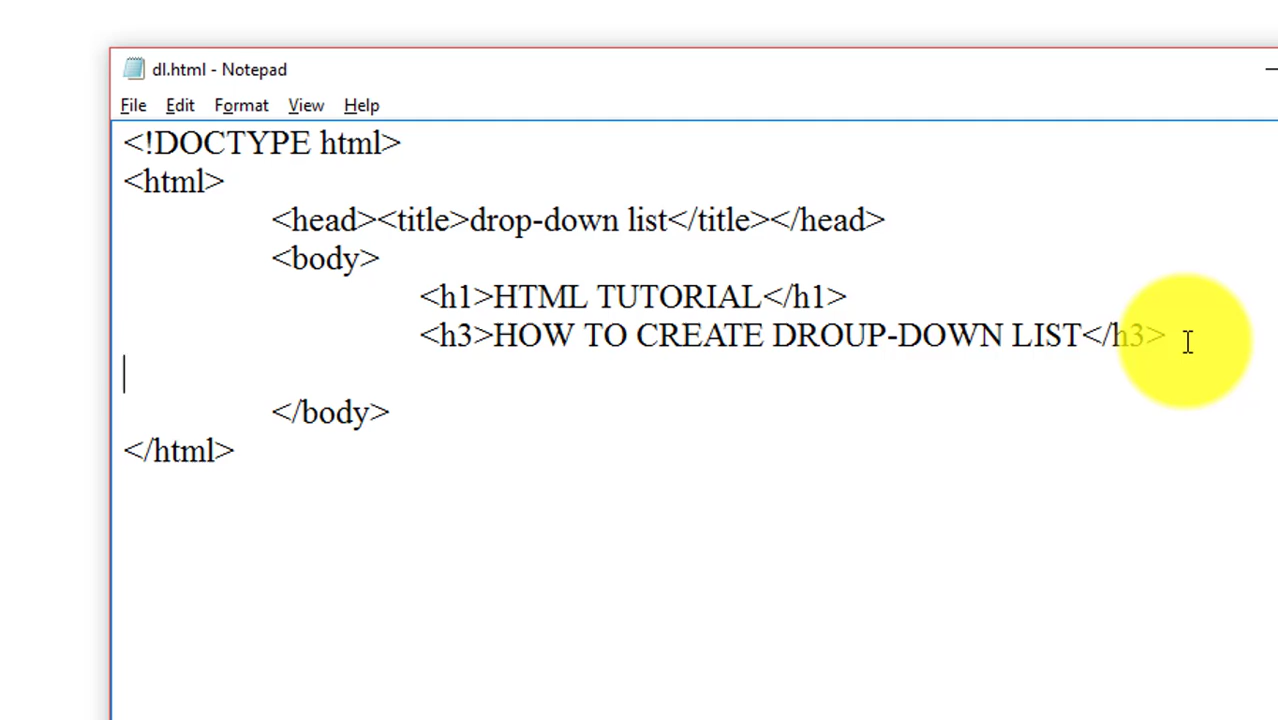 dl.html - Notepad
File Edit Format View Help
<!DOCTYPE html>
<html>
<head><title>drop-down list</title></head>
<body>
<h1>HTML TUTORIAL</h1>
<h3>HOW TO CREATE DROUP-DOWN LIST</h3>
</body>
</html>